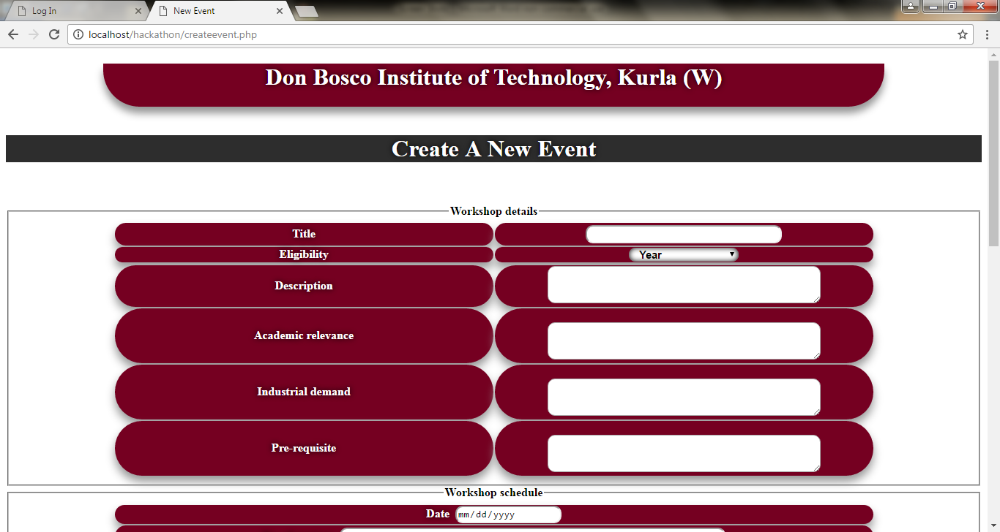 Log In
New Event
localhost/hackathon/createevent.php
Don Bosco Institute of Technology, Kurla (W)
Create A New Event
Workshop details
Title
Eligibility Year
Description
Academic relevance
Industrial demand
Pre-requisite
Workshop schedule
Date mm/dd/yyyy